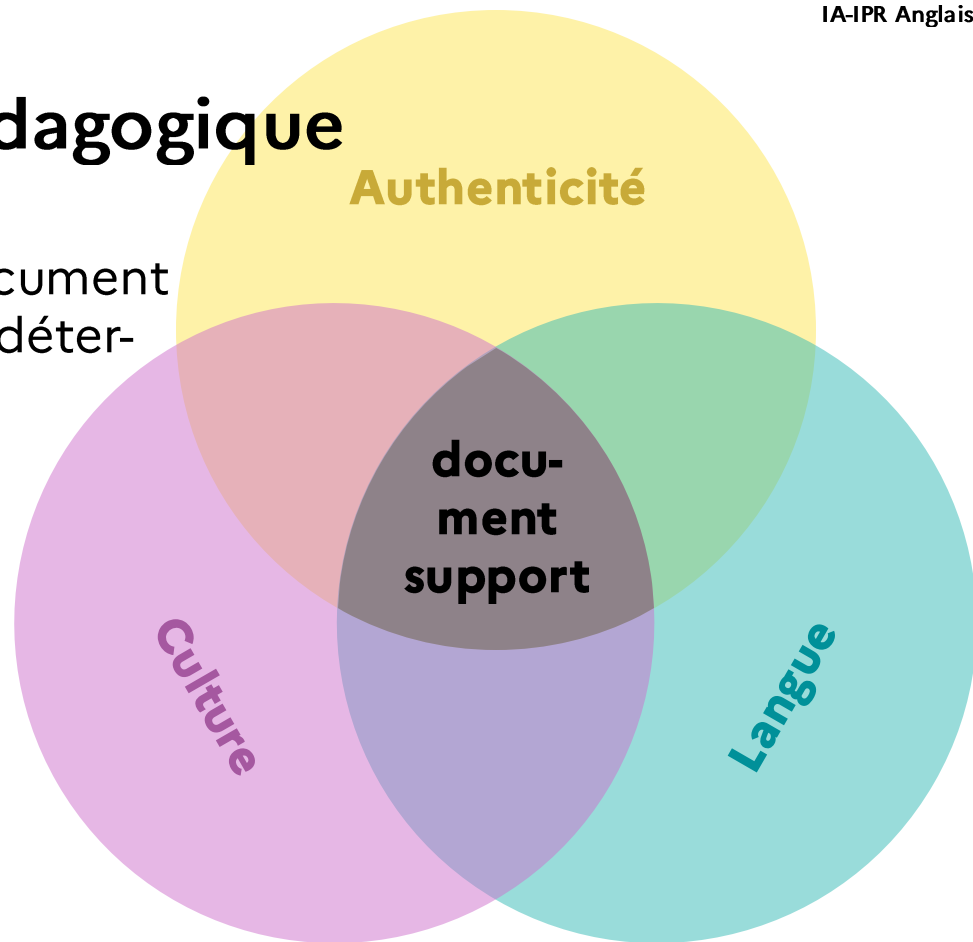 IA-IPR Anglais
dagogique
Authenticité
cument
déter-
docu-
ment
support
Culture
Langue